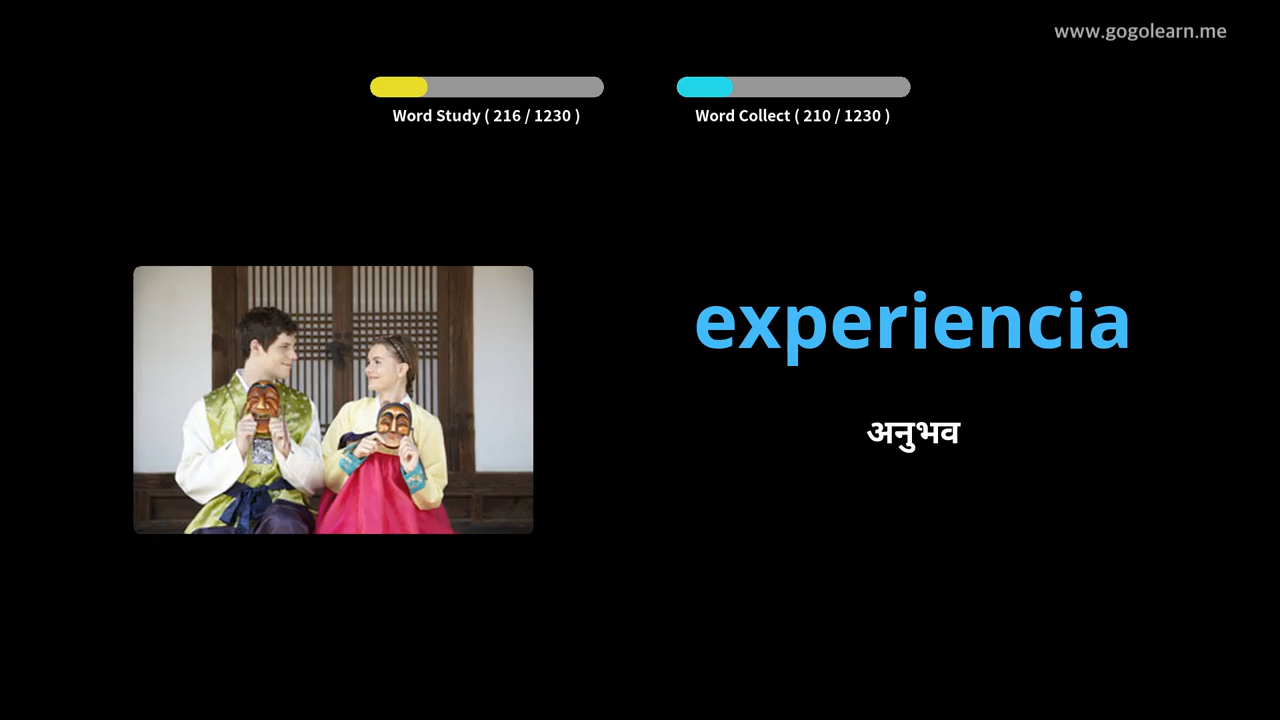 www.gogolearn.me
Word Study ( 216 / 1230 )
Word Collect ( 210 / 1230 )
experiencia
अनुभव